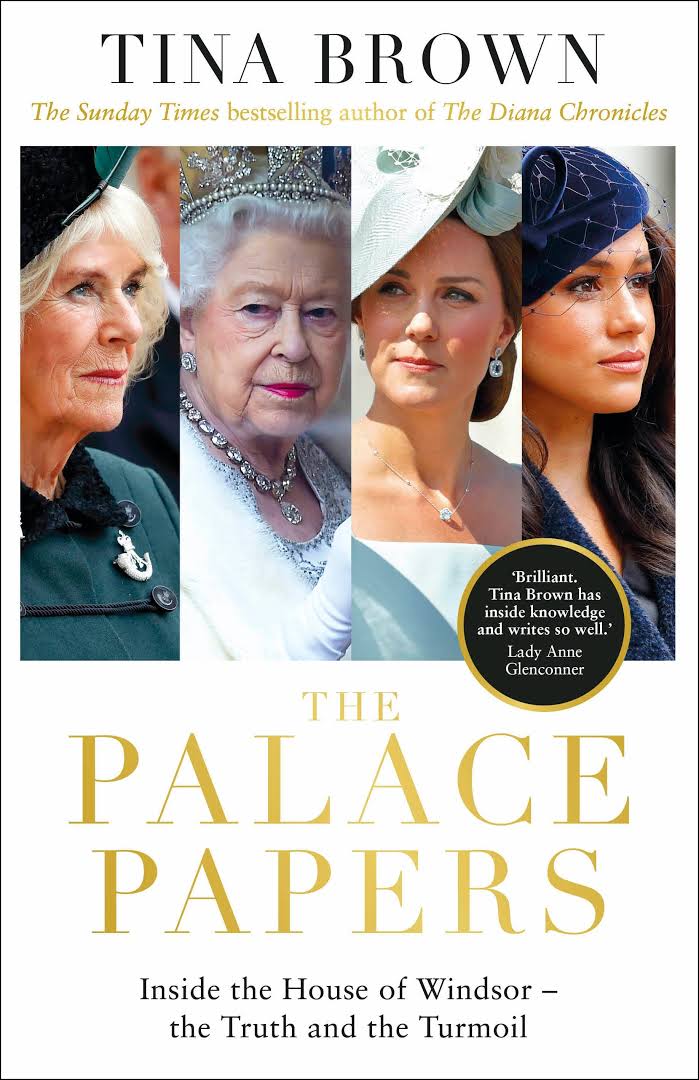 TINA BROWN
The Sunday Times bestselling author of The Diana Chronicles
‘Brilliant.
Tina Brown has
inside knowledge
and writes so well.’
Lady Anne
Glenconner
THE
PALACE
PAPERS
Inside the House of Windsor –
the Truth and the Turmoil